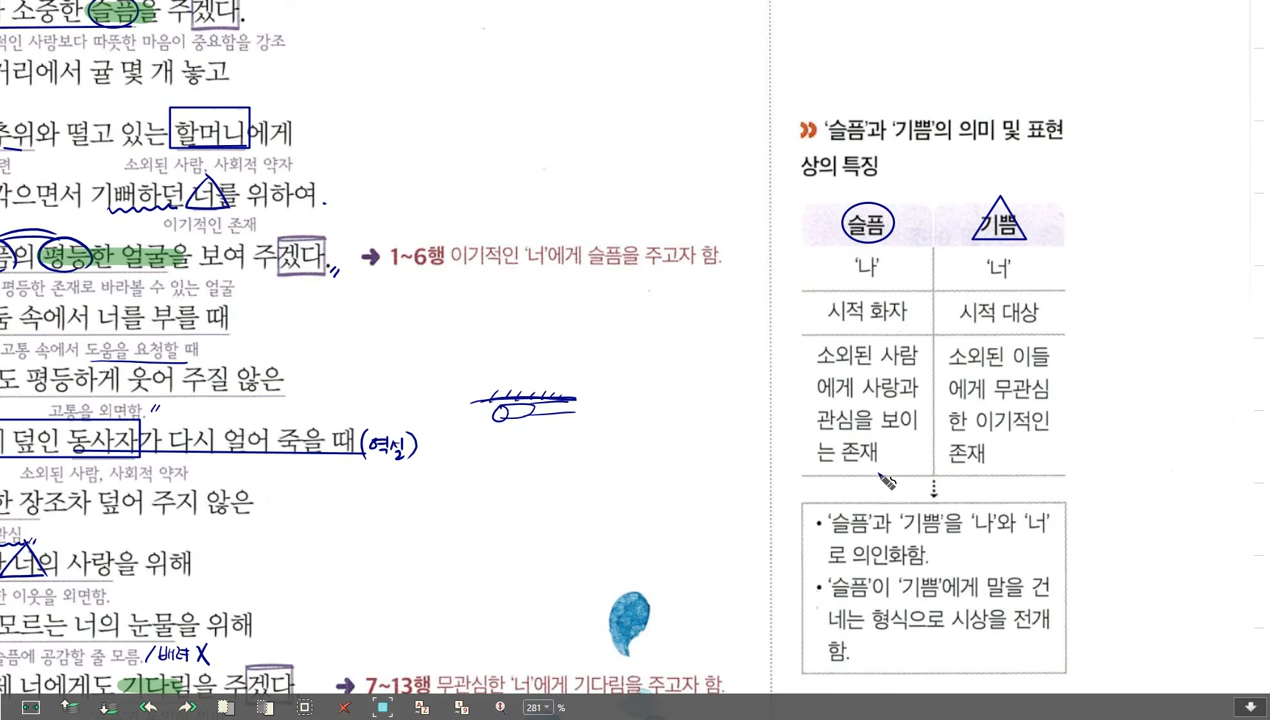 소중한 슬픔을 주겠다.
적인 사랑보다 따뜻한 마음이 중요함을 강조
거리에서 귤 몇 개 놓고
추위와 떨고 있는 할머니에게
소외된 사람, 사회적 약자
깎으면서 기뻐하던 너를 위하여.
이기적인 존재
의 평등한 얼굴을 보여 주겠다.〃
→ 1~6행 이기적인 '너'에게 슬픔을 주고자 함.
평등한 존재로 바라볼 수 있는 얼굴
속에서 너를 부를 때
고통 속에서 도움을 요청할 때
도 평등하게 웃어 주질 않은
고통을 외면함.〃
덮인 동사자가 다시 얼어 죽을 때
소외된 사람, 사회적 약자
한 장조차 덮어 주지 않은
관심
너의 사랑을 위해
한 이웃을 외면함.
모르는 너의 눈물을 위해
슬픔에 공감할 줄 모름. / 배려 X
너에게도 기다림을 주겠다
→ 7~13행 무관심한 '너'에게 기다림을 주고자 함.
'슬픔'과 '기쁨'의 의미 및 표현
상의 특징
슬픔 기쁨
'나' '너'
시적 화자 시적 대상
소외된 사람 소외된 이들
에게 사랑과 에게 무관심
관심을 보이 한 이기적인
는 존재 존재
• '슬픔'과 '기쁨'을 '나'와 '너'
로 의인화함.
• '슬픔'이 '기쁨'에게 말을 건
네는 형식으로 시상을 전개
함.
281 %